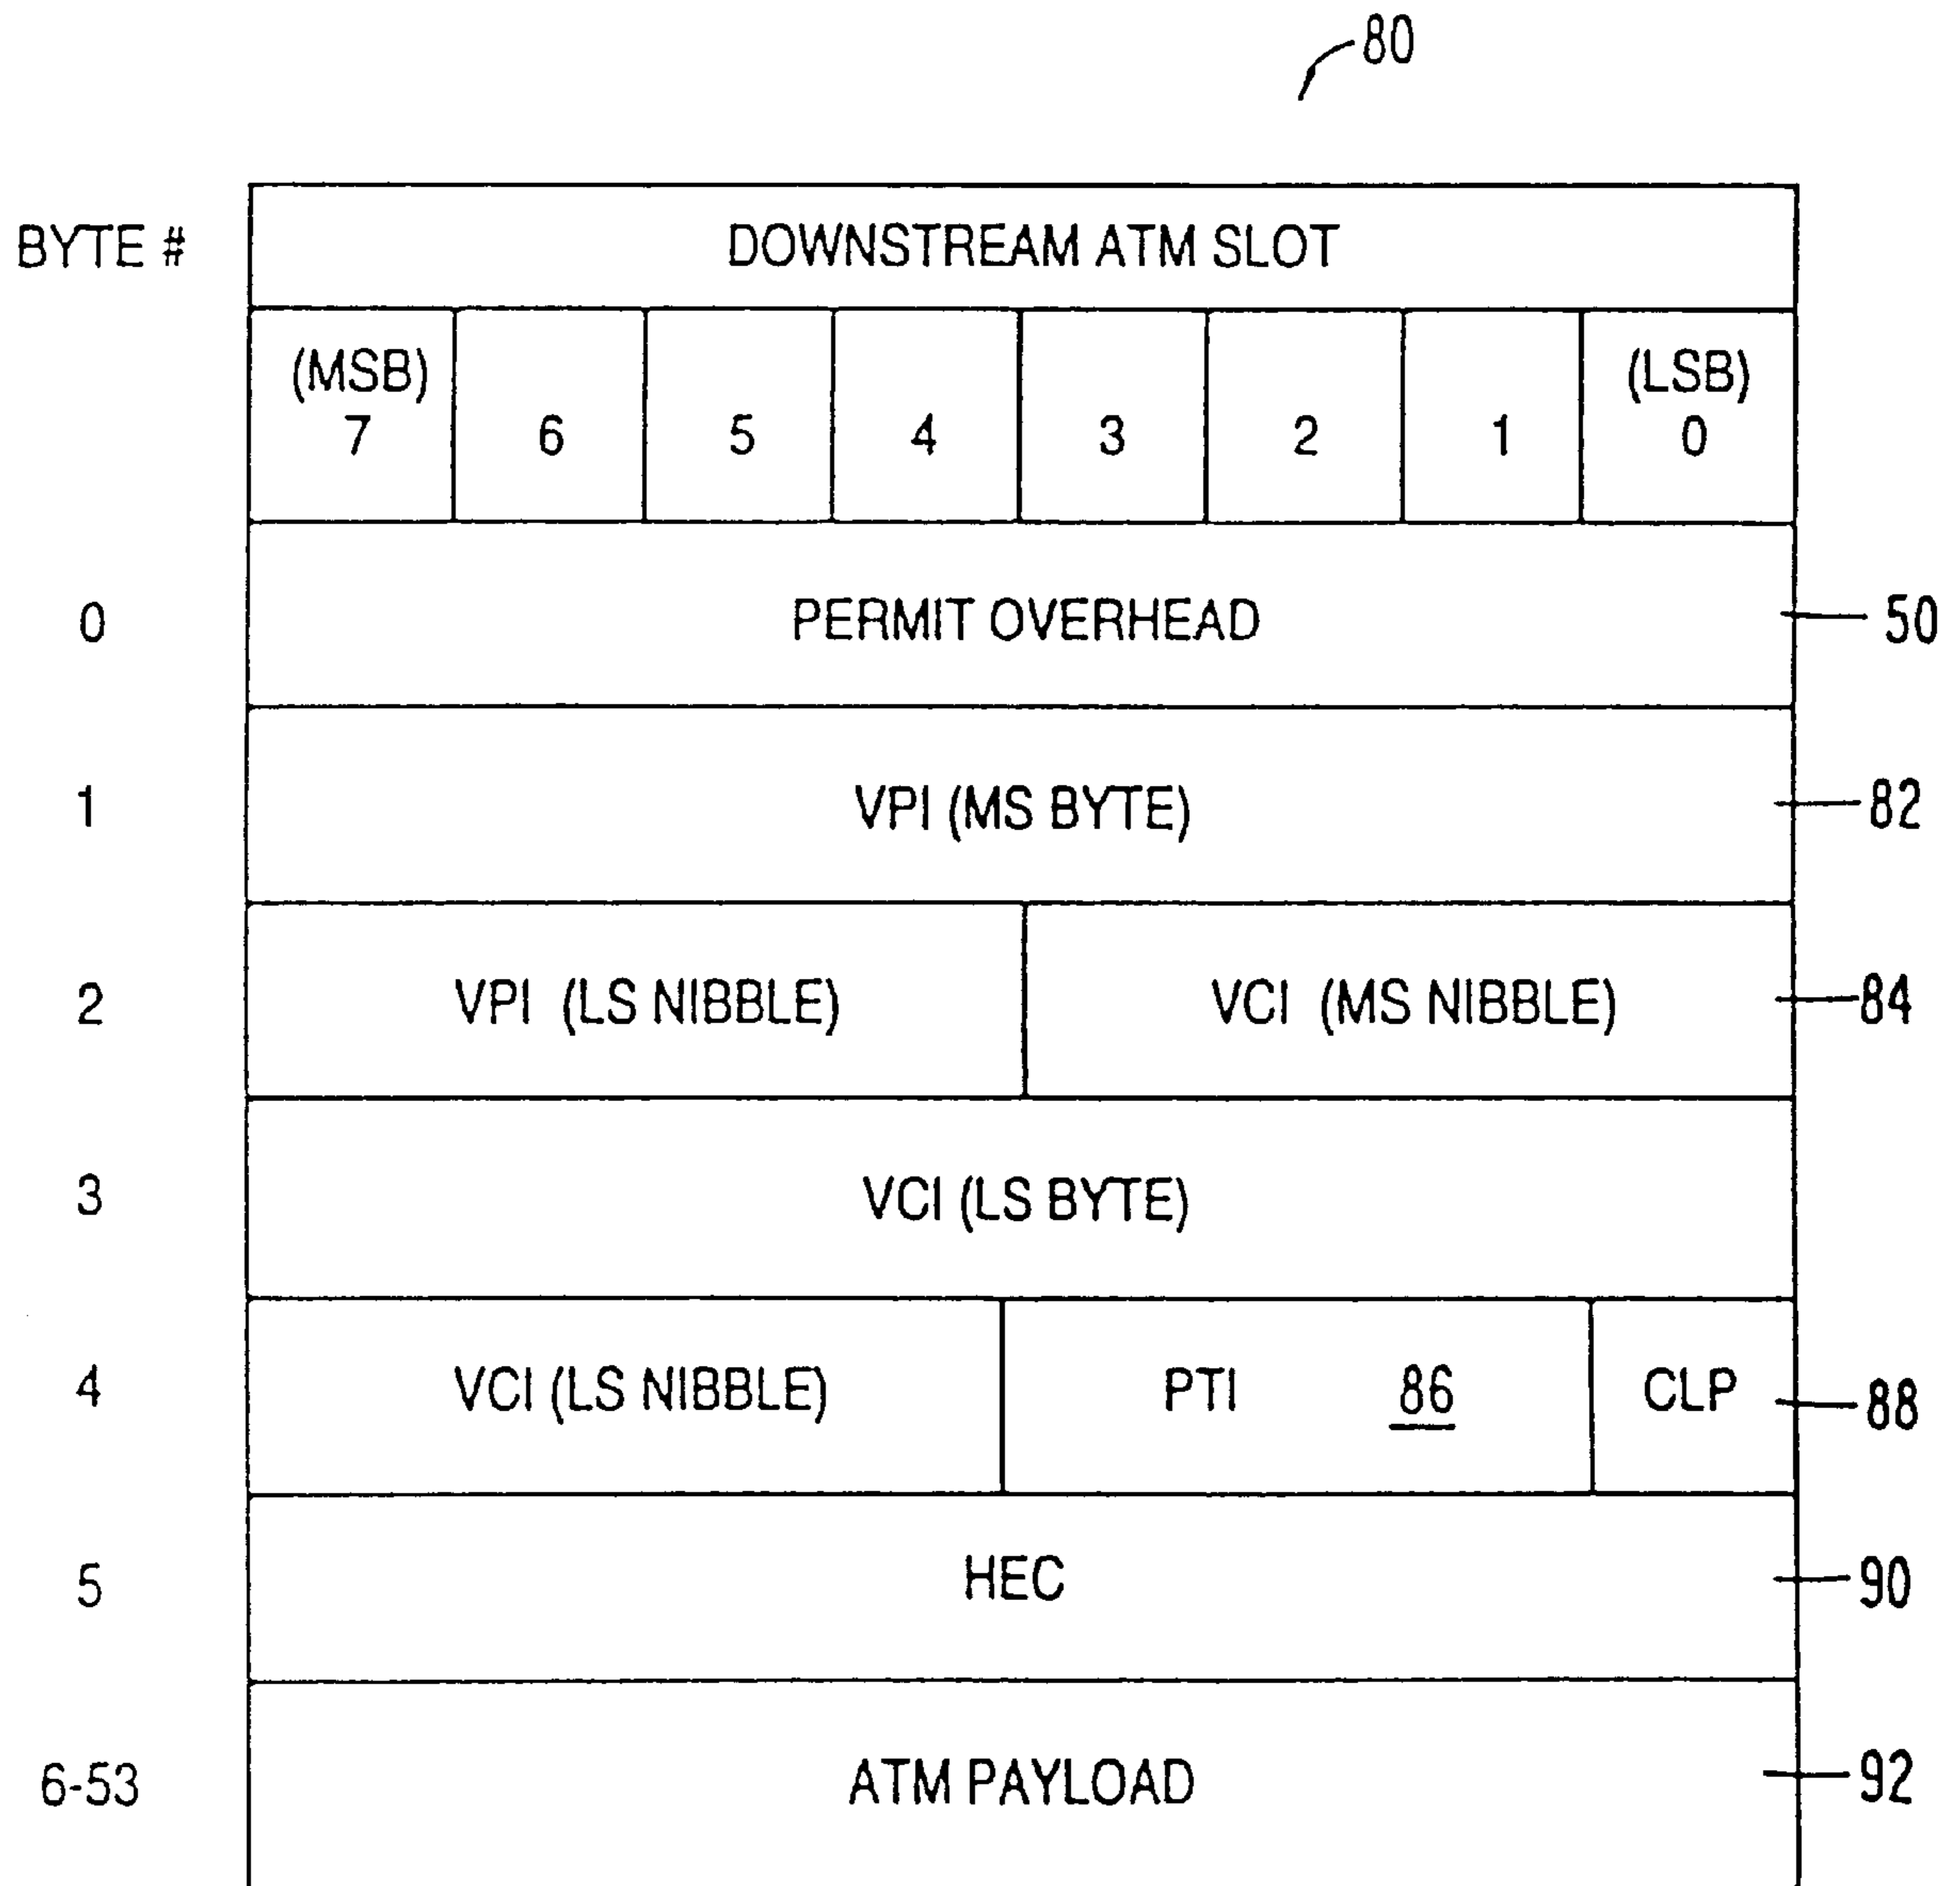 80
BYTE # DOWNSTREAM ATM SLOT
(MSB) (LSB)
7 6 5 4 3 2 1 0
0 PERMIT OVERHEAD 50
1 VPI (MS BYTE) 82
2 VPI (LS NIBBLE) VCI (MS NIBBLE) 84
3 VCI (LS BYTE)
4 VCI (LS NIBBLE) PTI 86 CLP 88
5 HEC 90
6-53 ATM PAYLOAD 92